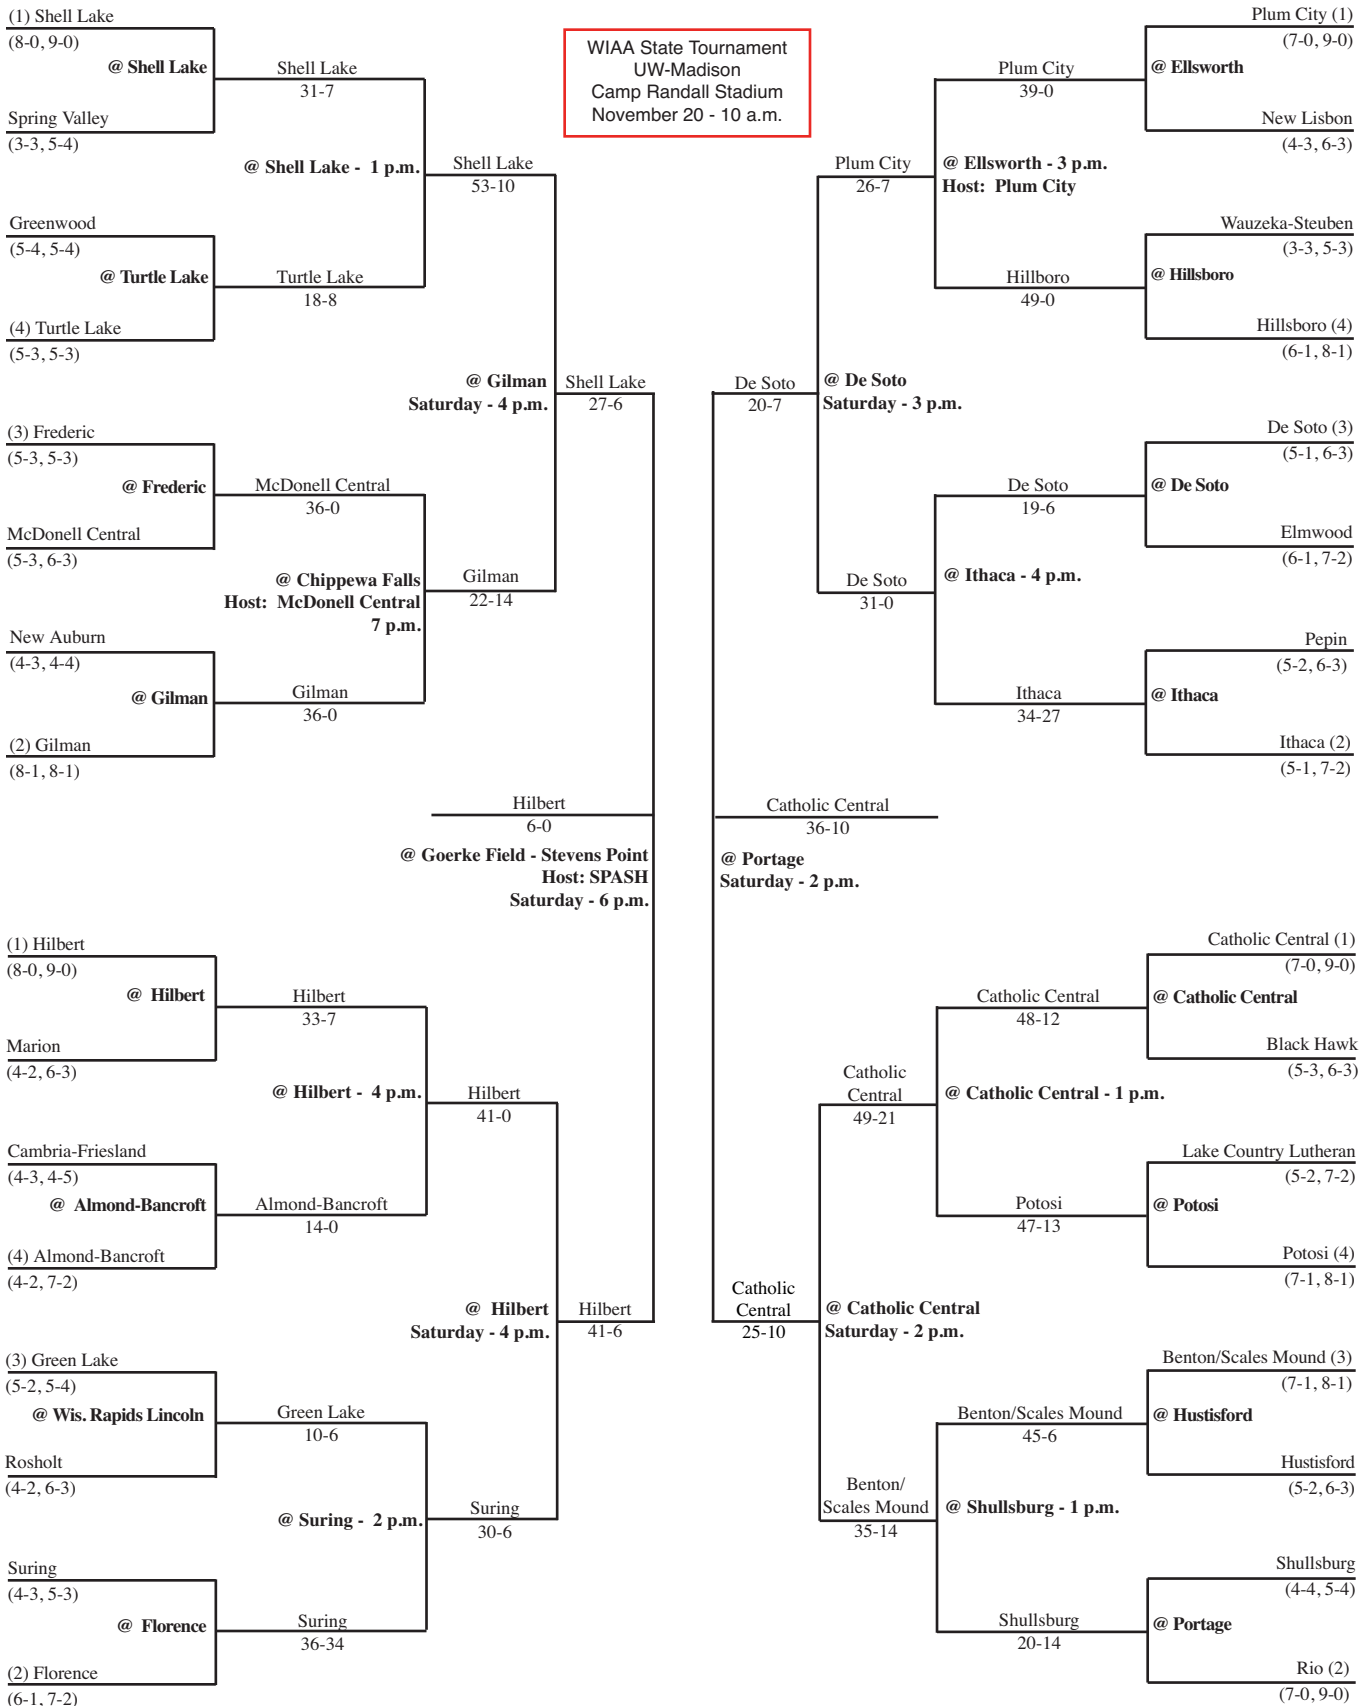 WIAA State Tournament
UW-Madison
Camp Randall Stadium
November 20 - 10 a.m.
(1) Shell Lake
(8-0, 9-0)
@ Shell Lake
Spring Valley
(3-3, 5-4)
Shell Lake
31-7
@ Shell Lake - 1 p.m.
Greenwood
(5-4, 5-4)
@ Turtle Lake
(4) Turtle Lake
(5-3, 5-3)
Turtle Lake
18-8
Shell Lake
53-10
@ Gilman
Saturday - 4 p.m.
Shell Lake
27-6
(3) Frederic
(5-3, 5-3)
@ Frederic
McDonell Central
(5-3, 6-3)
McDonell Central
36-0
@ Chippewa Falls
Host: McDonell Central
7 p.m.
Gilman
22-14
New Auburn
(4-3, 4-4)
@ Gilman
(2) Gilman
(8-1, 8-1)
Gilman
36-0
Hilbert
6-0
@ Goerke Field - Stevens Point
Host: SPASH
Saturday - 6 p.m.
(1) Hilbert
(8-0, 9-0)
@ Hilbert
Marion
(4-2, 6-3)
Hilbert
33-7
@ Hilbert - 4 p.m.
Hilbert
41-0
Cambria-Friesland
(4-3, 4-5)
@ Almond-Bancroft
(4) Almond-Bancroft
(4-2, 7-2)
Almond-Bancroft
14-0
@ Hilbert
Saturday - 4 p.m.
Hilbert
41-6
(3) Green Lake
(5-2, 5-4)
@ Wis. Rapids Lincoln
Rosholt
(4-2, 6-3)
Green Lake
10-6
@ Suring - 2 p.m.
Suring
30-6
Suring
(4-3, 5-3)
@ Florence
(2) Florence
(6-1, 7-2)
Suring
36-34
Plum City (1)
(7-0, 9-0)
@ Ellsworth
New Lisbon
(4-3, 6-3)
Plum City
39-0
@ Ellsworth - 3 p.m.
Host: Plum City
Plum City
26-7
Wauzeka-Steuben
(3-3, 5-3)
@ Hillsboro
Hillsboro (4)
(6-1, 8-1)
Hillboro
49-0
@ De Soto
Saturday - 3 p.m.
De Soto
20-7
De Soto (3)
(5-1, 6-3)
@ De Soto
Elmwood
(6-1, 7-2)
De Soto
19-6
@ Ithaca - 4 p.m.
De Soto
31-0
Pepin
(5-2, 6-3)
@ Ithaca
Ithaca (2)
(5-1, 7-2)
Ithaca
34-27
Catholic Central
36-10
@ Portage
Saturday - 2 p.m.
Catholic Central (1)
(7-0, 9-0)
@ Catholic Central
Black Hawk
(5-3, 6-3)
Catholic Central
48-12
@ Catholic Central - 1 p.m.
Catholic
Central
49-21
Lake Country Lutheran
(5-2, 7-2)
@ Potosi
Potosi (4)
(7-1, 8-1)
Potosi
47-13
@ Catholic Central
Saturday - 2 p.m.
Catholic
Central
25-10
Benton/Scales Mound (3)
(7-1, 8-1)
@ Hustisford
Hustisford
(5-2, 6-3)
Benton/Scales Mound
45-6
@ Shullsburg - 1 p.m.
Benton/
Scales Mound
35-14
Shullsburg
(4-4, 5-4)
@ Portage
Rio (2)
(7-0, 9-0)
Shullsburg
20-14